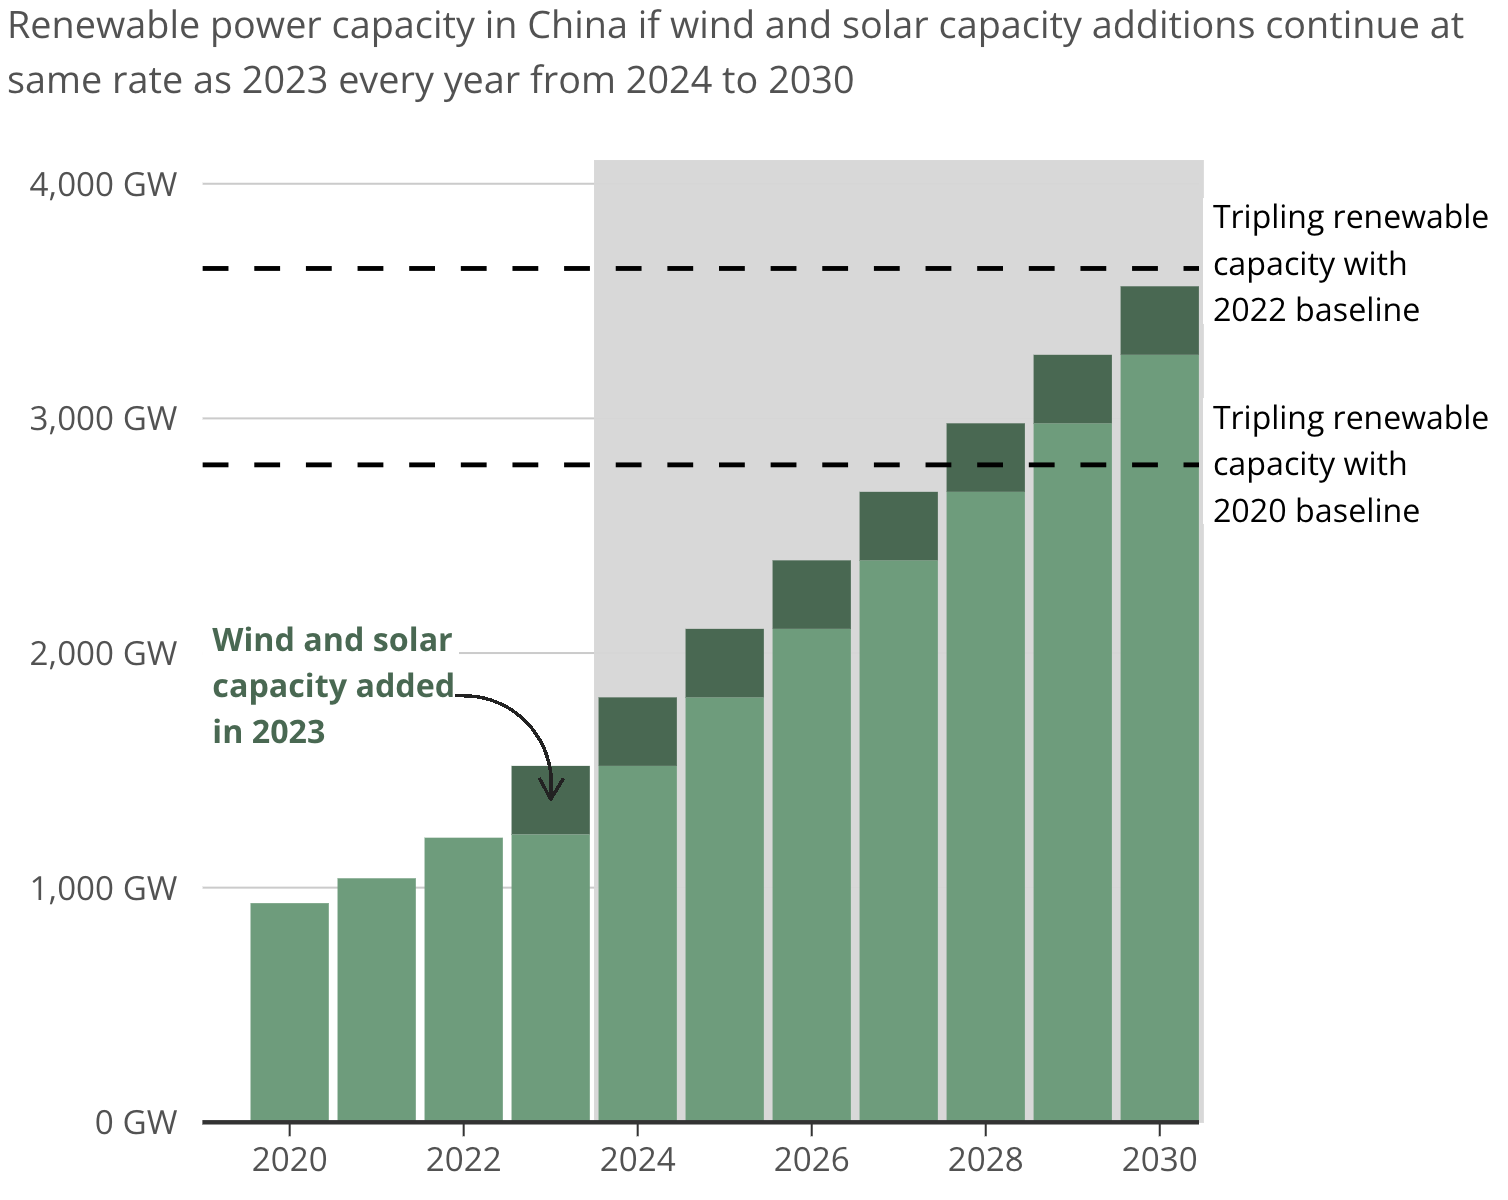 Renewable power capacity in China if wind and solar capacity additions continue at
same rate as 2023 every year from 2024 to 2030
4,000 GW
Tripling renewable
capacity with
2022 baseline
3,000 GW
Tripling renewable
capacity with
2020 baseline
2,000 GW
Wind and solar
capacity added
in 2023
1,000 GW
0 GW
2020
2022
2024
2026
2028
2030